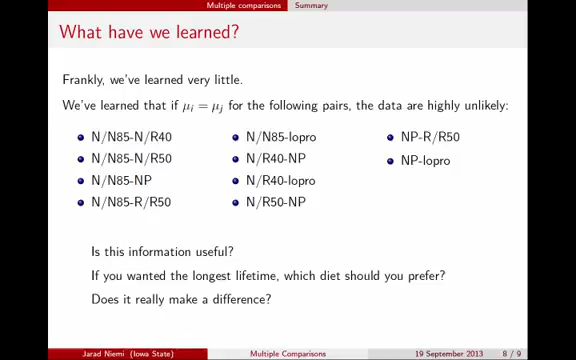 Multiple comparisons Summary
What have we learned?
Frankly, we've learned very little.
We've learned that if μi = μj for the following pairs, the data are highly unlikely:
N/N85-N/R40
N/N85-N/R50
N/N85-NP
N/N85-R/R50
N/N85-lopro
N/R40-NP
N/R40-lopro
N/R50-NP
NP-R/R50
NP-lopro
Is this information useful?
If you wanted the longest lifetime, which diet should you prefer?
Does it really make a difference?
Jarad Niemi (Iowa State) Multiple Comparisons 19 September 2013 8 / 9